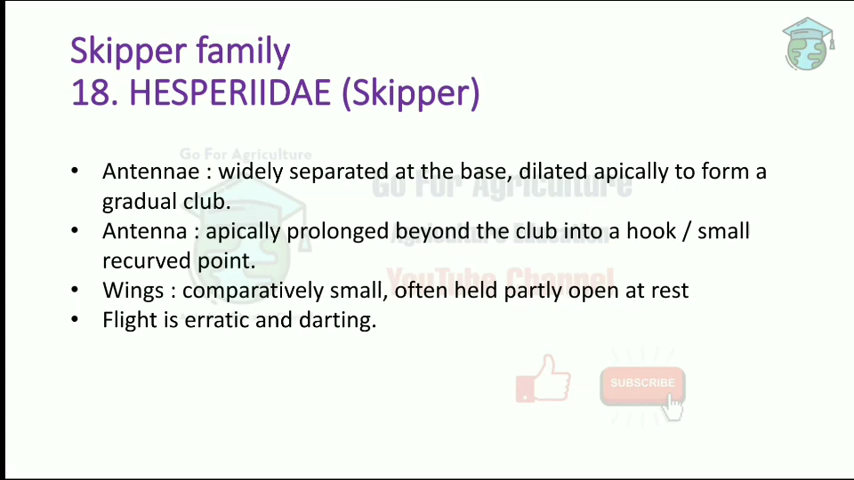 Skipper family
18. HESPERIIDAE (Skipper)
Go For Agriculture
• Antennae : widely separated at the base, dilated apically to form a
gradual club.
Go For Agriculture
• Antenna : apically prolonged beyond the club into a hook / small
recurved point.
Agriculture Education
YouTube Channel
• Wings : comparatively small, often held partly open at rest
• Flight is erratic and darting.
SUBSCRIBE